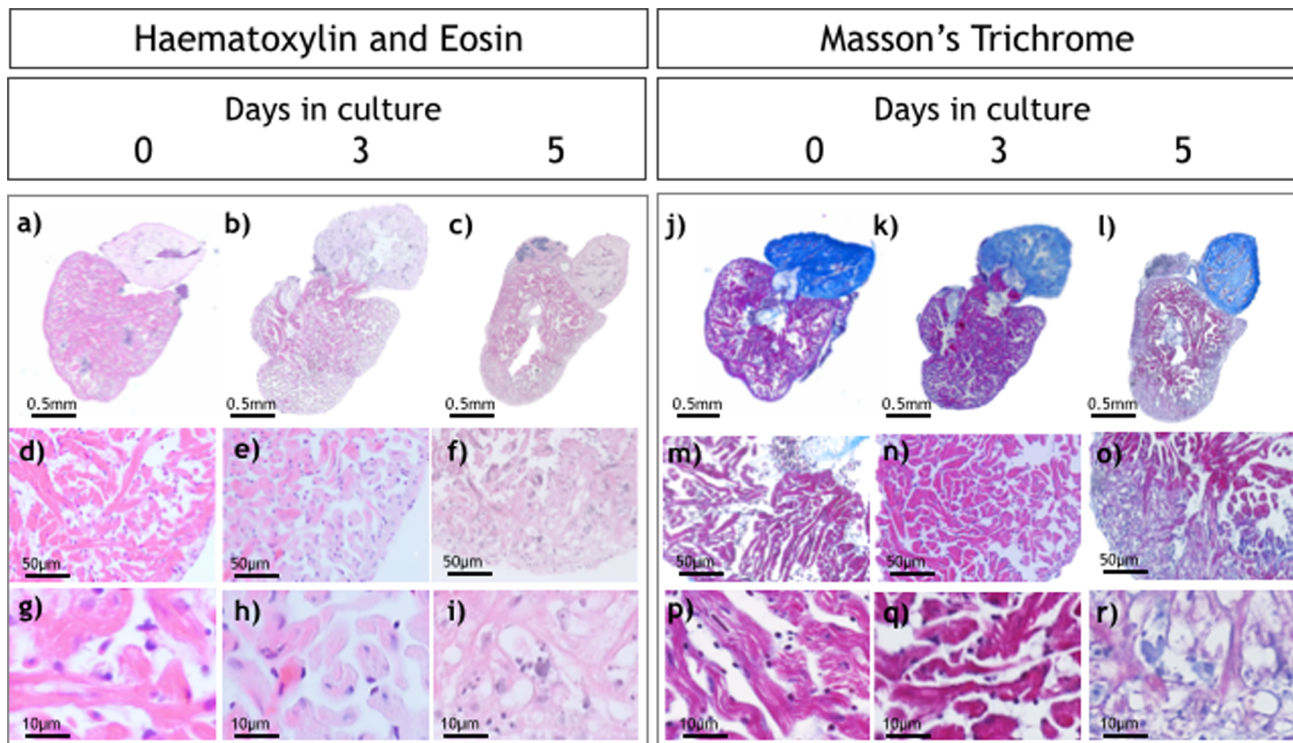 Haematoxylin and Eosin
Days in culture
0 3 5
a) b) c)
0.5mm 0.5mm 0.5mm
d) e) f)
50µm 50µm 50µm
g) h) i)
10µm 10µm 10µm
Masson's Trichrome
Days in culture
0 3 5
j) k) l)
0.5mm 0.5mm 0.5mm
m) n) o)
50µm 50µm 50µm
p) q) r)
10µm 10µm 10µm